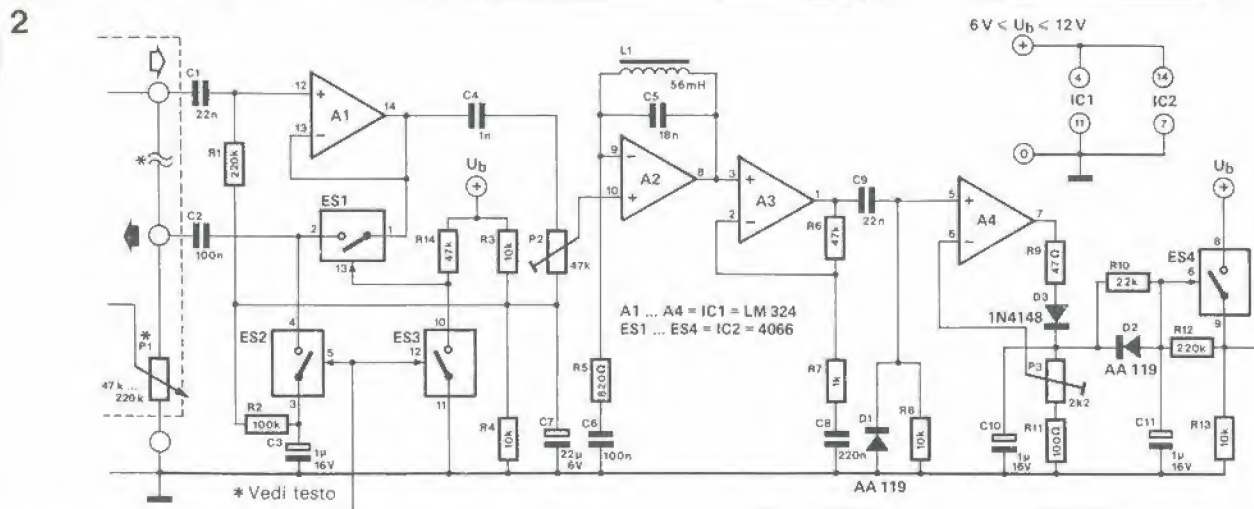 2
6 V < Ub < 12 V
+
4
14
IC1
IC2
11
7
0
C1
22n
12
+
A1
14
13
−
C4
1n
L1
56mH
C5
18n
*
R1
220k
Ub
+
9
−
A2
8
10
+
3
+
A3
1
2
−
C9
22n
R6
47k
5
+
A4
7
6
−
R9
47Ω
Ub
+
8
ES4
6
9
C2
100n
ES1
2
1
13
R14
47k
R3
10k
P2
47k
A1 ... A4 = IC1 = LM 324
ES1 ... ES4 = IC2 = 4066
D3
1N4148
R10
22k
D2
AA 119
R12
220k
*
P1
47k ...
220k
ES2
4
5
3
ES3
10
12
11
R5
820Ω
R7
1k
P3
2k2
R2
100k
C3
1µ
16V
R4
10k
C7
22µ
6V
C6
100n
C8
220n
D1
AA 119
R8
10k
C10
1µ
16V
R11
100Ω
C11
1µ
16V
R13
10k
* Vedi testo